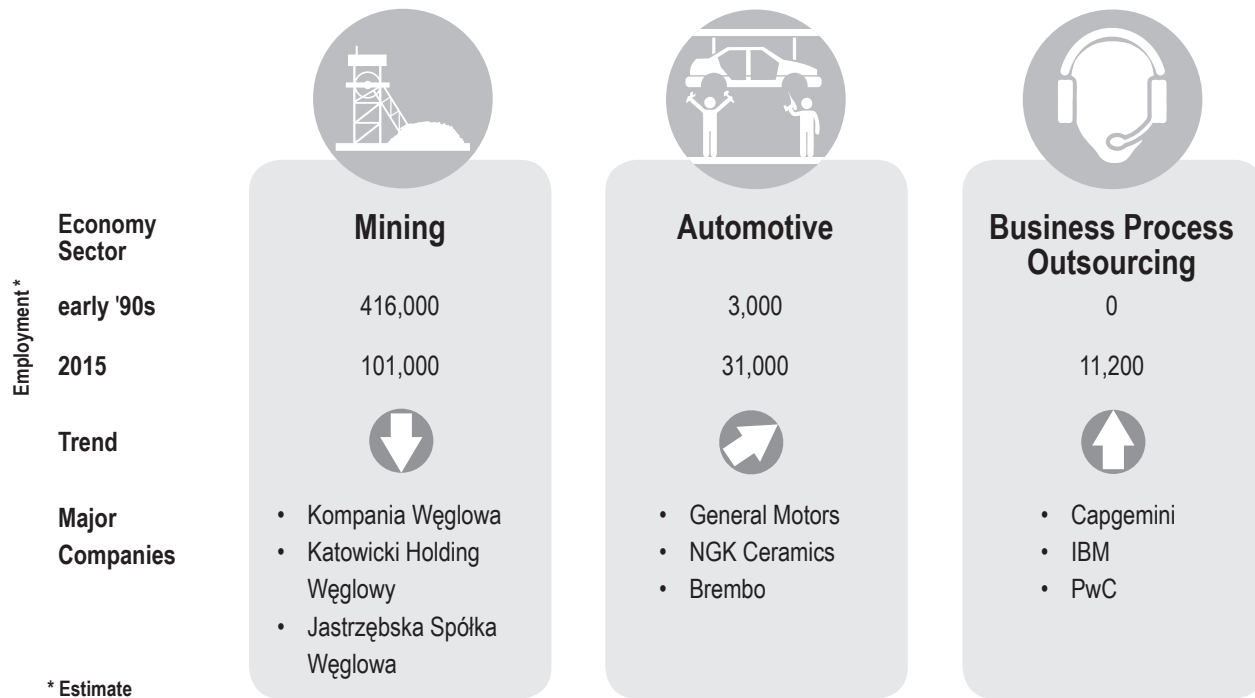 Economy
Sector
Mining
Automotive
Business Process
Outsourcing
Employment *
early '90s
416,000
3,000
0
2015
101,000
31,000
11,200
Trend
Major
Companies
• Kompania Węglowa
• Katowicki Holding
Węglowy
• Jastrzębska Spółka
Węglowa
• General Motors
• NGK Ceramics
• Brembo
• Capgemini
• IBM
• PwC
* Estimate